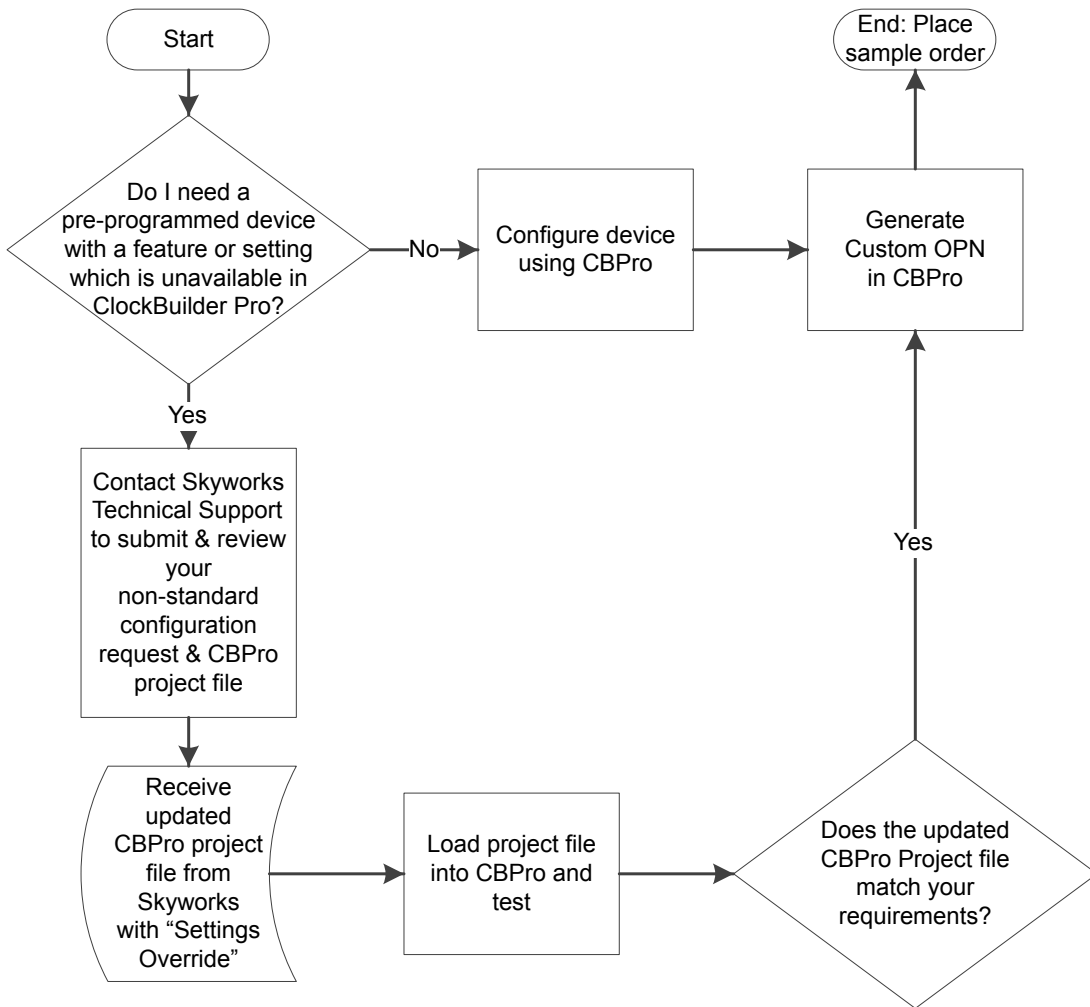 Start
End: Place
sample order
Do I need a
pre-programmed device
with a feature or setting
which is unavailable in
ClockBuilder Pro?
No
Configure device
using CBPro
Generate
Custom OPN
in CBPro
Yes
Contact Skyworks
Technical Support
to submit & review
your
non-standard
configuration
request & CBPro
project file
Yes
Receive
updated
CBPro project
file from
Skyworks
with “Settings
Override”
Load project file
into CBPro and
test
Does the updated
CBPro Project file
match your
requirements?